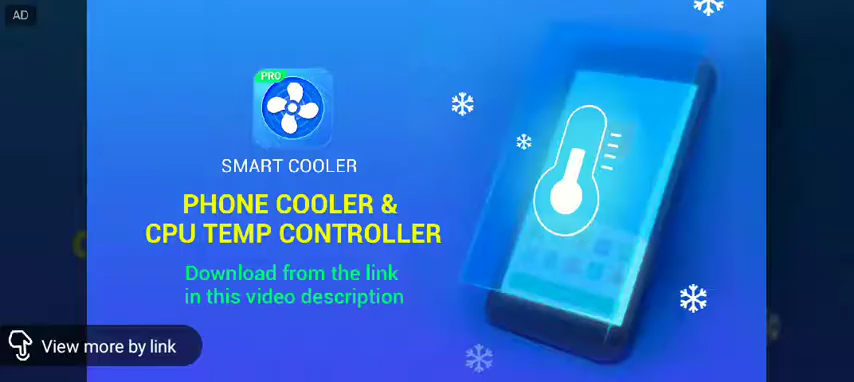 AD
PRO
SMART COOLER
PHONE COOLER &
CPU TEMP CONTROLLER
Download from the link
in this video description
View more by link